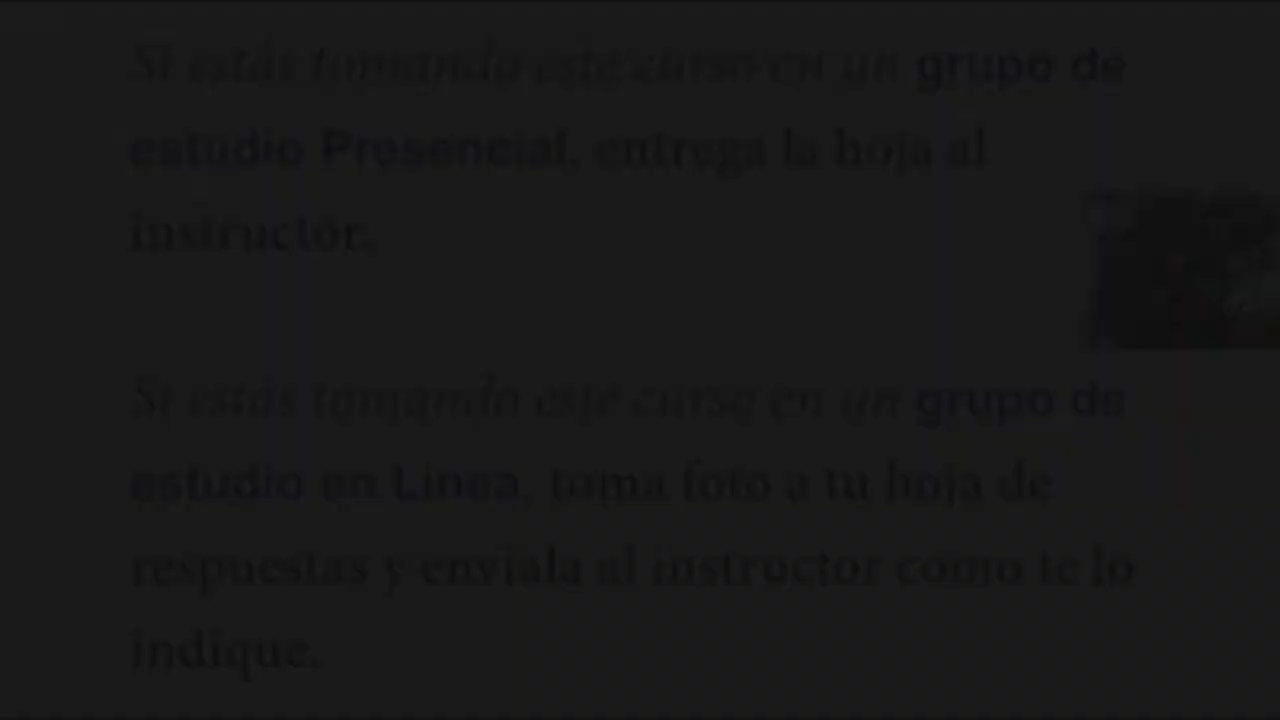 Si estás tomando este curso en un grupo de
estudio Presencial, entrega la hoja al
instructor.
Si estás tomando este curso en un grupo de
estudio en Linea, toma foto a tu hoja de
respuestas y enviala al instructor como te lo
indique.